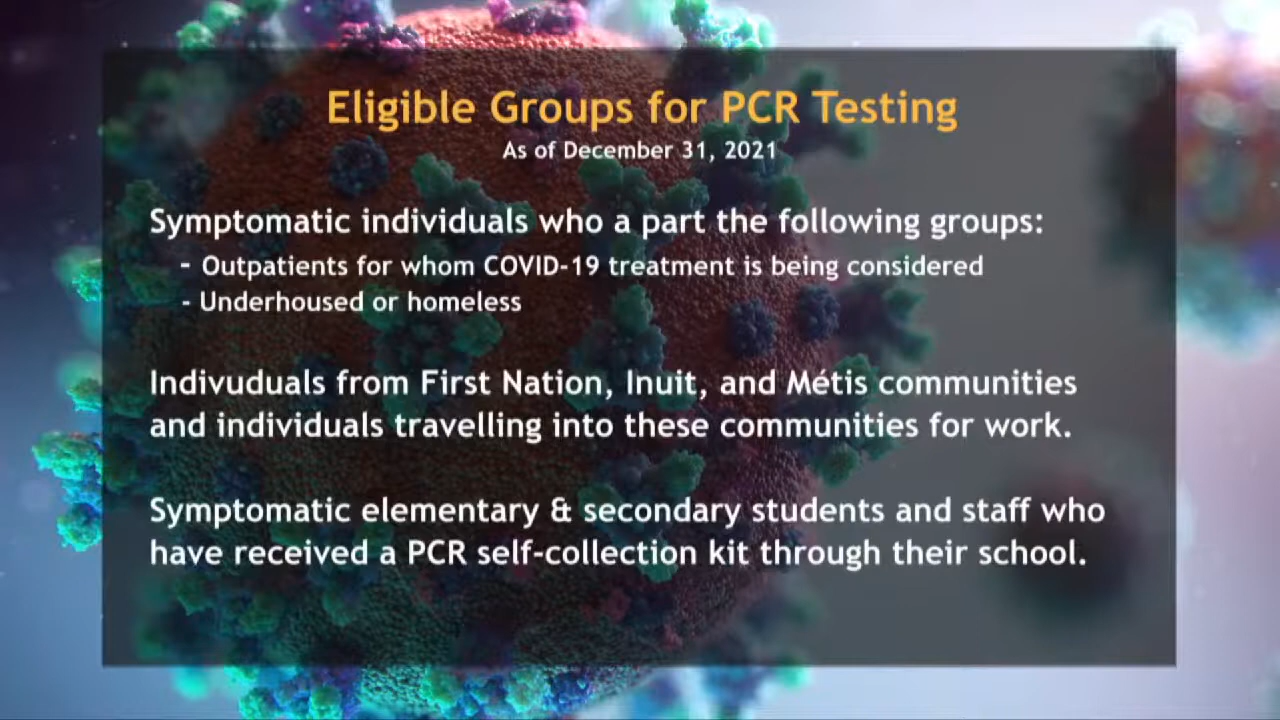 Eligible Groups for PCR Testing
As of December 31, 2021
Symptomatic individuals who a part the following groups:
- Outpatients for whom COVID-19 treatment is being considered
- Underhoused or homeless
Indivuduals from First Nation, Inuit, and Métis communities
and individuals travelling into these communities for work.
Symptomatic elementary & secondary students and staff who
have received a PCR self-collection kit through their school.